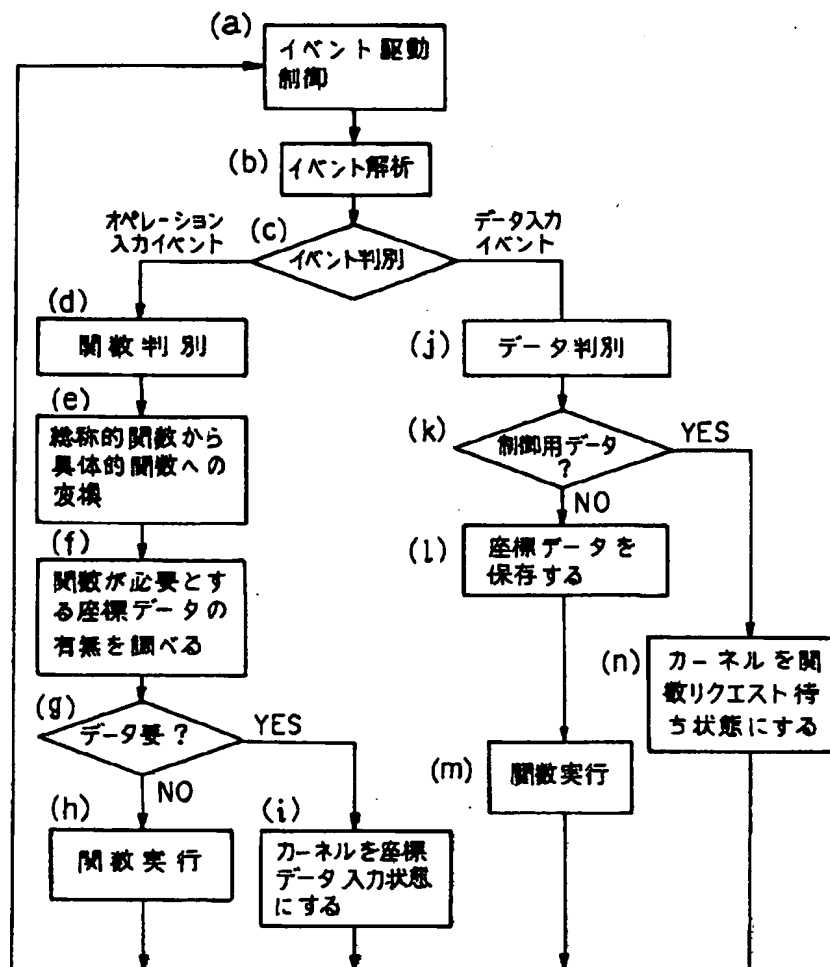 (a)
イベント駆動
制御
(b)
イベント解析
オペレーション
入力イベント
(c)
イベント判別
データ入力
イベント
(d)
関数判別
(e)
総称的関数から
具体的関数への
変換
(f)
関数が必要とす
る座標データの
有無を調べる
(g)
データ要?
YES
NO
(h)
関数実行
(i)
カーネルを座標
データ入力状態
にする
(j)
データ判別
(k)
制御用データ
?
YES
NO
(l)
座標データを
保存する
(m)
関数実行
(n)
カーネルを関
数リクエスト待
ち状態にする